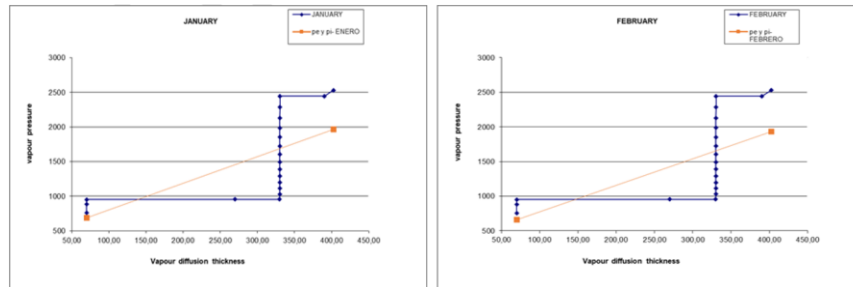 JANUARY
JANUARY
pe y pi- ENERO
3000
2500
2000
1500
1000
500
vapour pressure
50,00 100,00 150,00 200,00 250,00 300,00 350,00 400,00 450,00
Vapour diffusion thickness
FEBRUARY
FEBRUARY
pe y pi-
FEBRERO
3000
2500
2000
1500
1000
500
vapour pressure
50,00 100,00 150,00 200,00 250,00 300,00 350,00 400,00 450,00
Vapour diffusion thickness